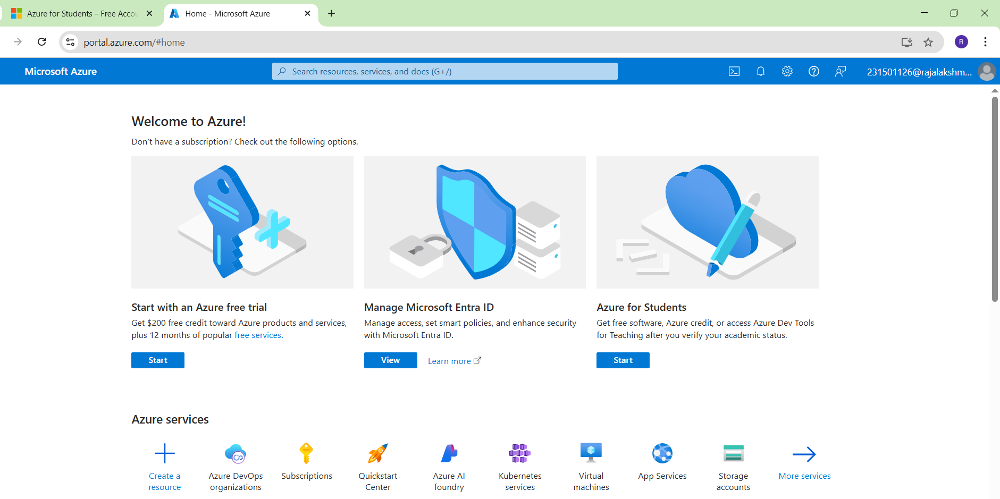 Azure for Students – Free Accou
Home - Microsoft Azure
portal.azure.com/#home
R
Microsoft Azure
Search resources, services, and docs (G+/)
231501126@rajalakshm...
Welcome to Azure!
Don't have a subscription? Check out the following options.
Start with an Azure free trial
Get $200 free credit toward Azure products and services,
plus 12 months of popular free services.
Start
Manage Microsoft Entra ID
Manage access, set smart policies, and enhance security
with Microsoft Entra ID.
View
Learn more
Azure for Students
Get free software, Azure credit, or access Azure Dev Tools
for Teaching after you verify your academic status.
Start
Azure services
Create a
resource
Azure DevOps
organizations
Subscriptions
Quickstart
Center
Azure AI
foundry
Kubernetes
services
Virtual
machines
App Services
Storage
accounts
More services